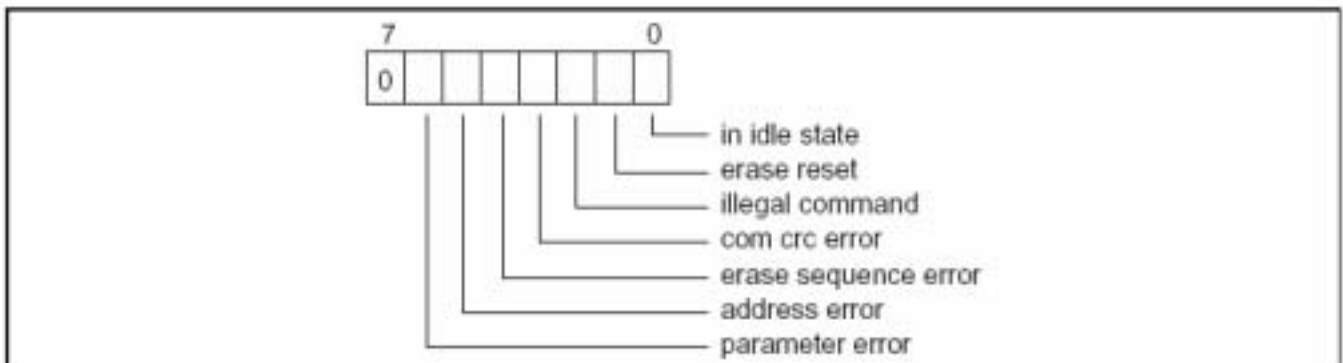 7 0
0
in idle state
erase reset
illegal command
com crc error
erase sequence error
address error
parameter error